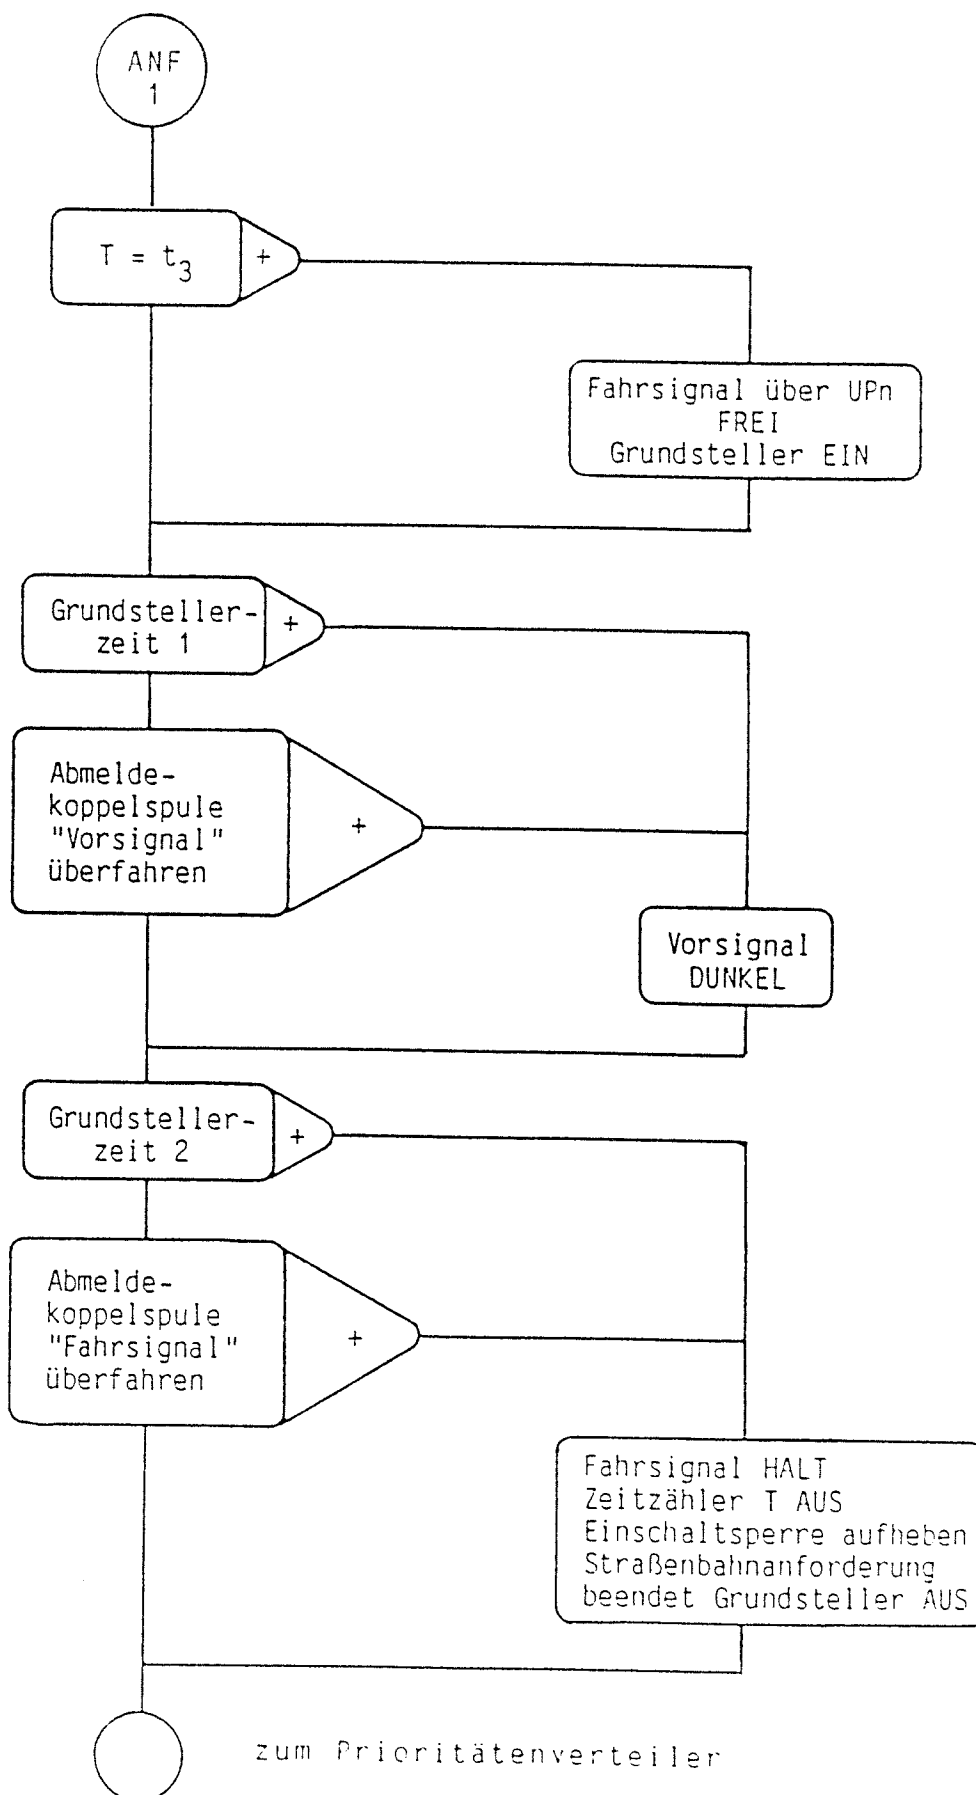 ANF
1
T = t3
+
Fahrsignal über UPn
FREI
Grundsteller EIN
Grundsteller-
zeit 1
+
Abmelde-
koppelspule
"Vorsignal"
überfahren
+
Vorsignal
DUNKEL
Grundsteller-
zeit 2
+
Abmelde-
koppelspule
"Fahrsignal"
überfahren
+
Fahrsignal HALT
Zeitzähler T AUS
Einschaltsperre aufheben
Straßenbahnanforderung
beendet Grundsteller AUS
zum Prioritätenverteiler